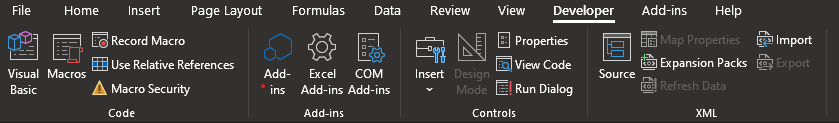 File Home Insert Page Layout Formulas Data Review View Developer Add-ins Help
Visual Basic
Macros
Record Macro
Use Relative References
Macro Security
Code
Add-ins
Excel Add-ins
COM Add-ins
Add-ins
Insert
Design Mode
Properties
View Code
Run Dialog
Controls
Source
Map Properties
Expansion Packs
Refresh Data
Import
Export
XML